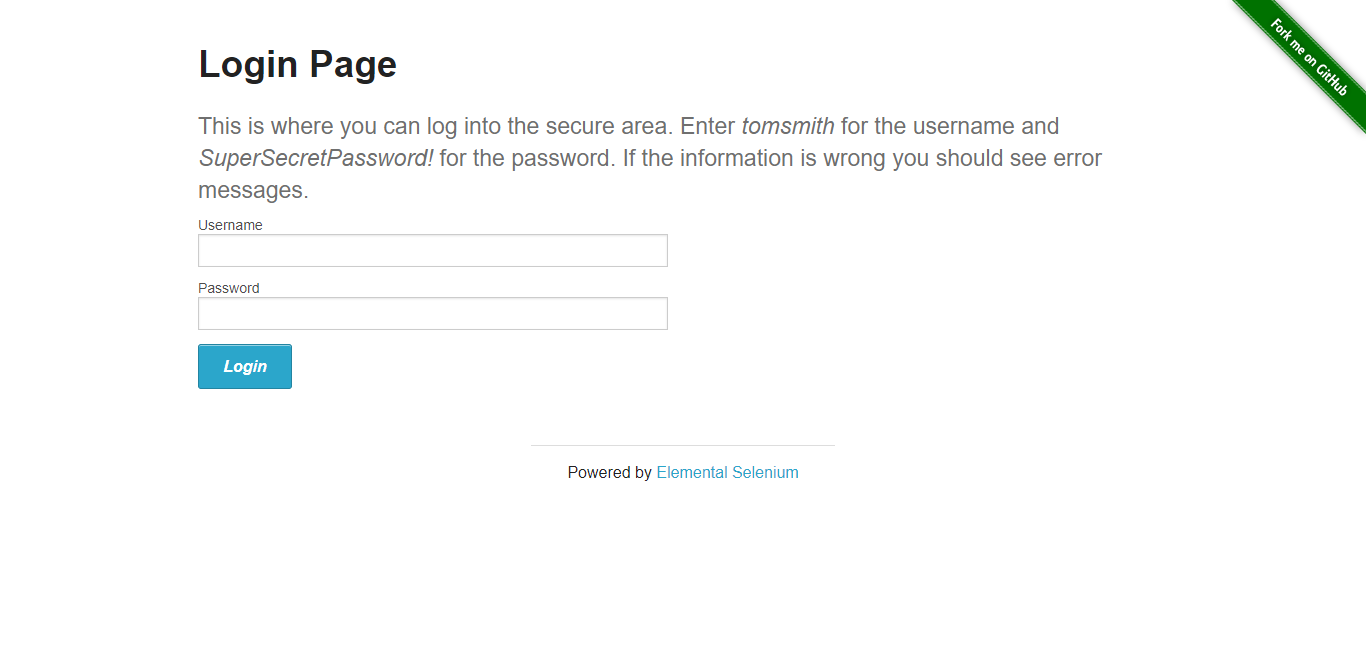 Fork me on GitHub
Login Page
This is where you can log into the secure area. Enter tomsmith for the username and
SuperSecretPassword! for the password. If the information is wrong you should see error
messages.
Username
Password
Login
Powered by Elemental Selenium